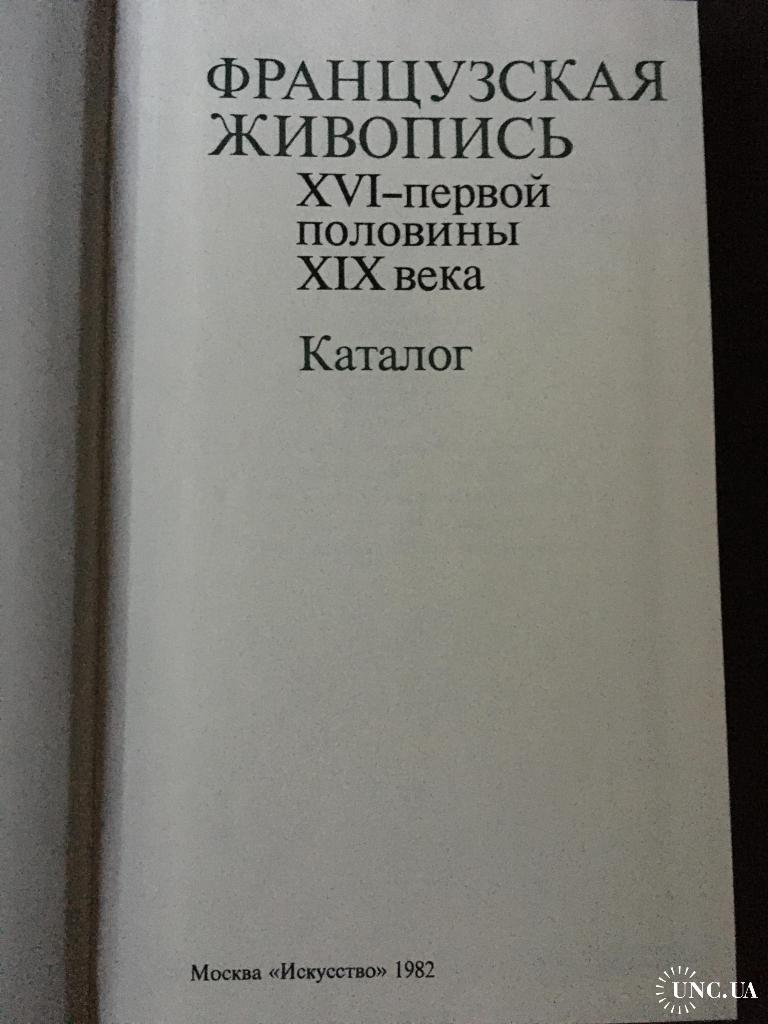 ФРАНЦУЗСКАЯ
ЖИВОПИСЬ
XVI–первой
половины
XIX века
Каталог
Москва «Искусство» 1982
UNC.UA